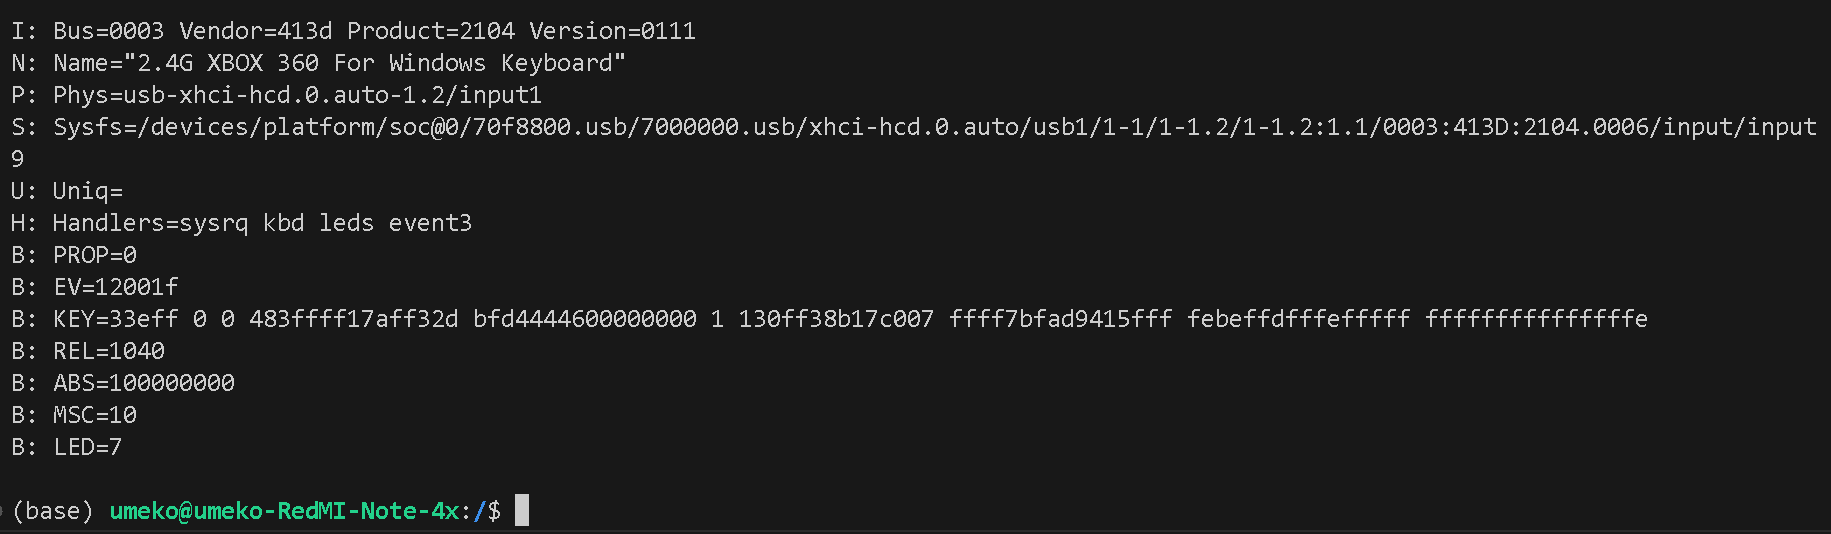 I: Bus=0003 Vendor=413d Product=2104 Version=0111
N: Name="2.4G XBOX 360 For Windows Keyboard"
P: Phys=usb-xhci-hcd.0.auto-1.2/input1
S: Sysfs=/devices/platform/soc@0/70f8800.usb/7000000.usb/xhci-hcd.0.auto/usb1/1-1/1-1.2/1-1.2:1.1/0003:413D:2104.0006/input/input
9
U: Uniq=
H: Handlers=sysrq kbd leds event3
B: PROP=0
B: EV=12001f
B: KEY=33eff 0 0 483ffff17aff32d bfd4444600000000 1 130ff38b17c007 ffff7bfad9415fff febeffdfffefffff fffffffffffffffe
B: REL=1040
B: ABS=100000000
B: MSC=10
B: LED=7
(base) umeko@umeko-RedMI-Note-4x:/$